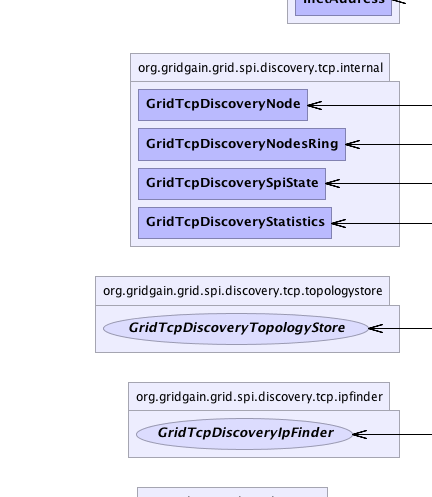 InetAddress
org.gridgain.grid.spi.discovery.tcp.internal
GridTcpDiscoveryNode
GridTcpDiscoveryNodesRing
GridTcpDiscoverySpiState
GridTcpDiscoveryStatistics
org.gridgain.grid.spi.discovery.tcp.topologystore
GridTcpDiscoveryTopologyStore
org.gridgain.grid.spi.discovery.tcp.ipfinder
GridTcpDiscoveryIpFinder